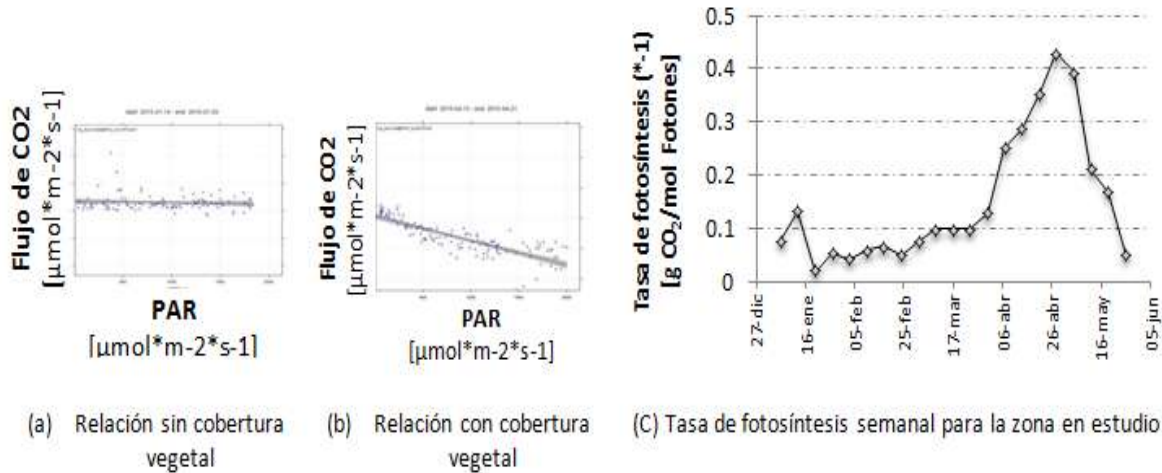 Flujo de CO2
[μmol*m-2*s-1]
PAR
[μmol*m-2*s-1]
(a) Relación sin cobertura
vegetal
Flujo de CO2
[μmol*m-2*s-1]
PAR
[μmol*m-2*s-1]
(b) Relación con cobertura
vegetal
Tasa de fotosíntesis (*-1)
[g CO2/mol Fotones]
0.5
0.4
0.3
0.2
0.1
0
27-dic
16-ene
05-feb
25-feb
17-mar
06-abr
26-abr
16-may
05-jun
(C) Tasa de fotosíntesis semanal para la zona en estudio